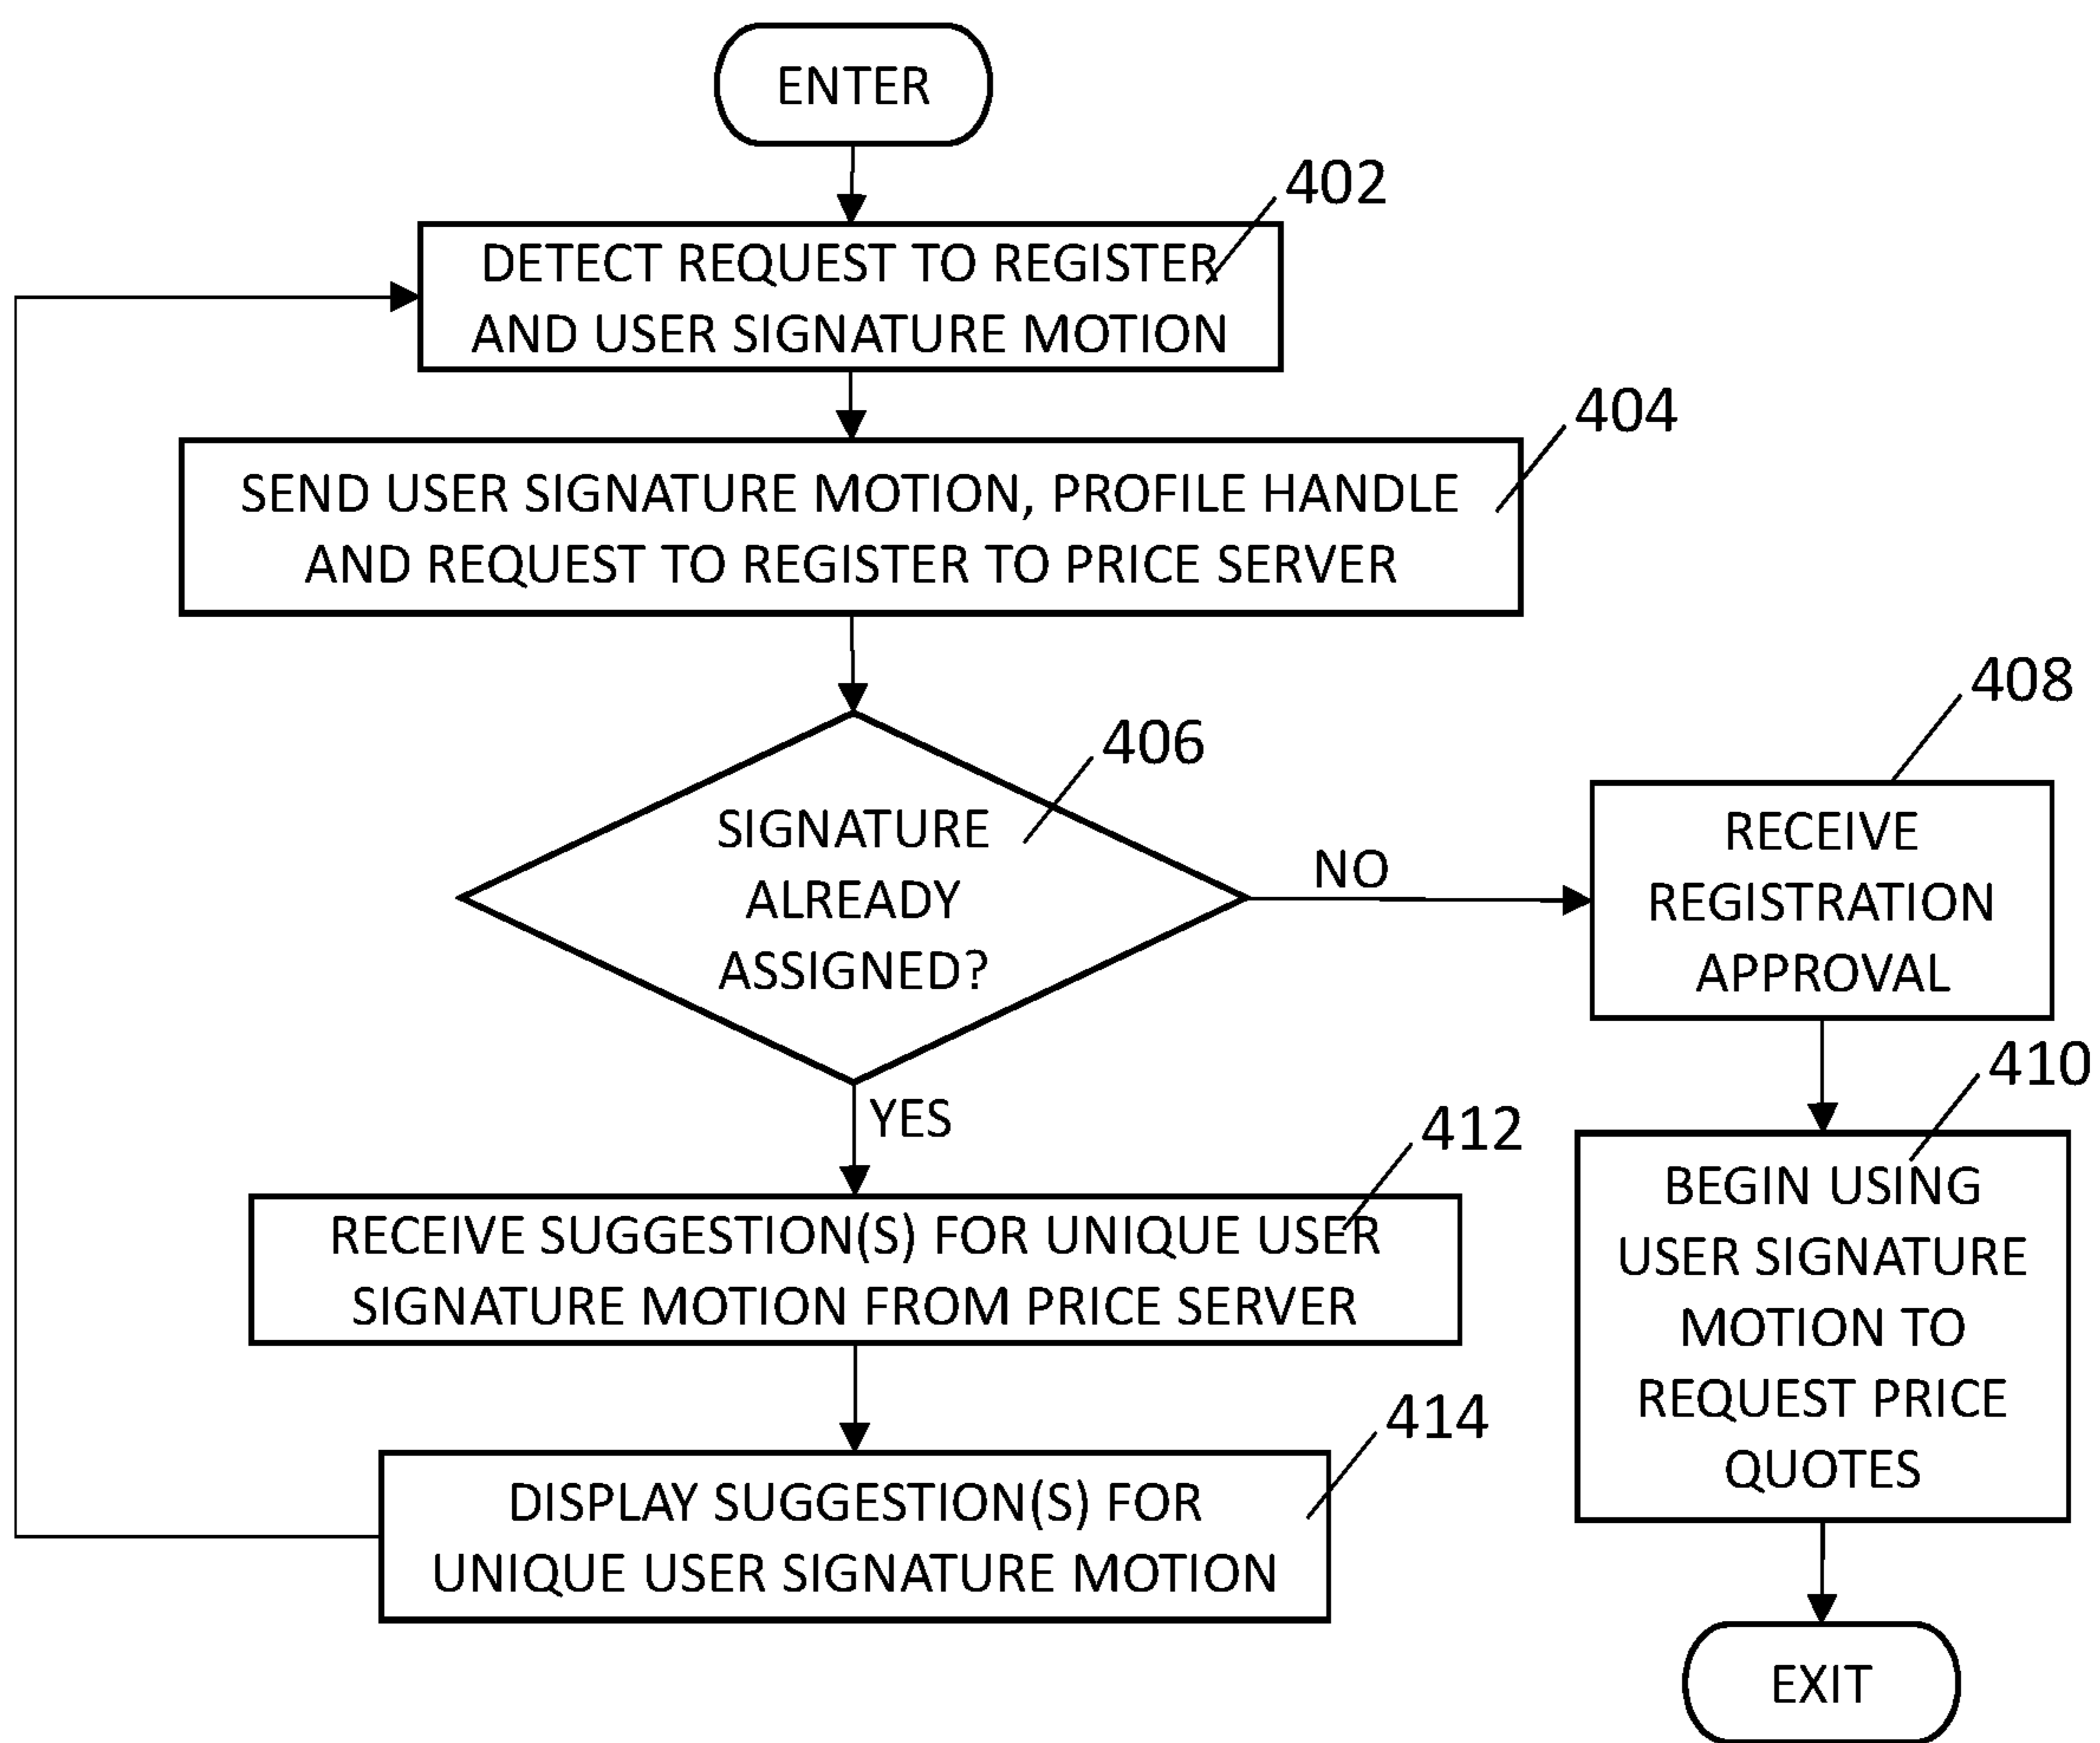 ENTER
402
DETECT REQUEST TO REGISTER
AND USER SIGNATURE MOTION
404
SEND USER SIGNATURE MOTION, PROFILE HANDLE
AND REQUEST TO REGISTER TO PRICE SERVER
406
SIGNATURE
ALREADY
ASSIGNED?
NO
408
RECEIVE
REGISTRATION
APPROVAL
410
BEGIN USING
USER SIGNATURE
MOTION TO
REQUEST PRICE
QUOTES
EXIT
YES
412
RECEIVE SUGGESTION(S) FOR UNIQUE USER
SIGNATURE MOTION FROM PRICE SERVER
414
DISPLAY SUGGESTION(S) FOR
UNIQUE USER SIGNATURE MOTION